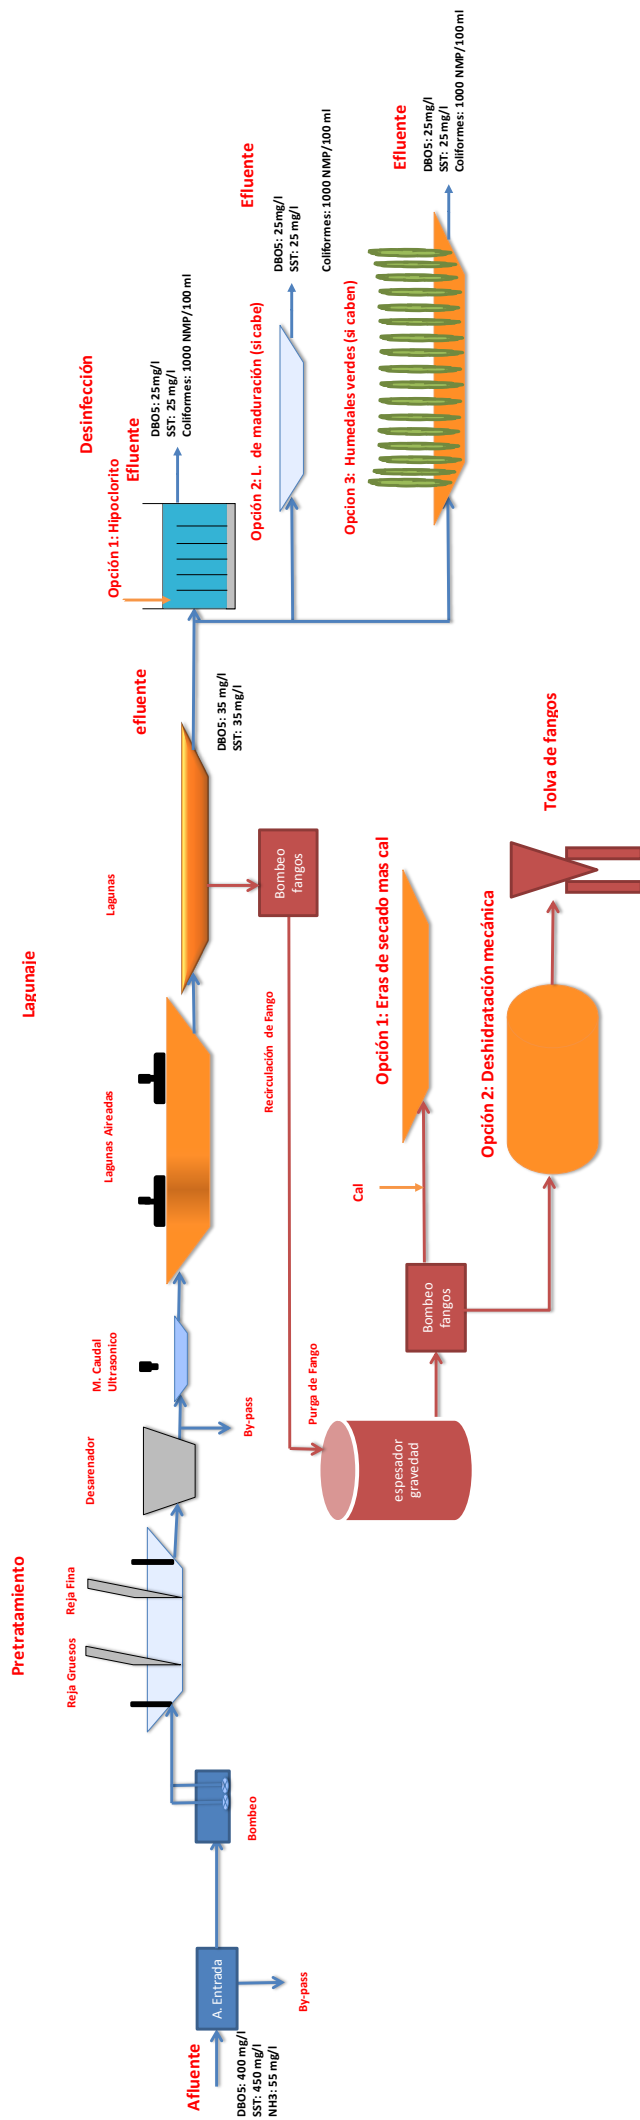 Afluente
DBO5: 400 mg/l
SST: 450 mg/l
NH3: 55 mg/l
A. Entrada
By-pass
Bombeo
Pretratamiento
Reja Gruesos
Reja Fina
Desarenador
By-pass
M. Caudal
Ultrasonico
Lagunaje
Lagunas Aireadas
Lagunas
efluente
DBO5: 35 mg/l
SST: 35 mg/l
Desinfección
Opción 1: Hipoclorito
Efluente
DBO5: 25mg/l
SST: 25 mg/l
Coliformes: 1000 NMP/100 ml
Opción 2: L. de maduración (si cabe)
Efluente
DBO5: 25mg/l
SST: 25 mg/l
Coliformes: 1000 NMP/100 ml
Opcion 3: Humedales verdes (si caben)
Efluente
DBO5: 25mg/l
SST: 25 mg/l
Coliformes: 1000 NMP/100 ml
Bombeo
fangos
Recirculación de Fango
Purga de Fango
espesador
gravedad
Bombeo
fangos
Cal
Opción 1: Eras de secado mas cal
Opción 2: Deshidratación mecánica
Tolva de fangos